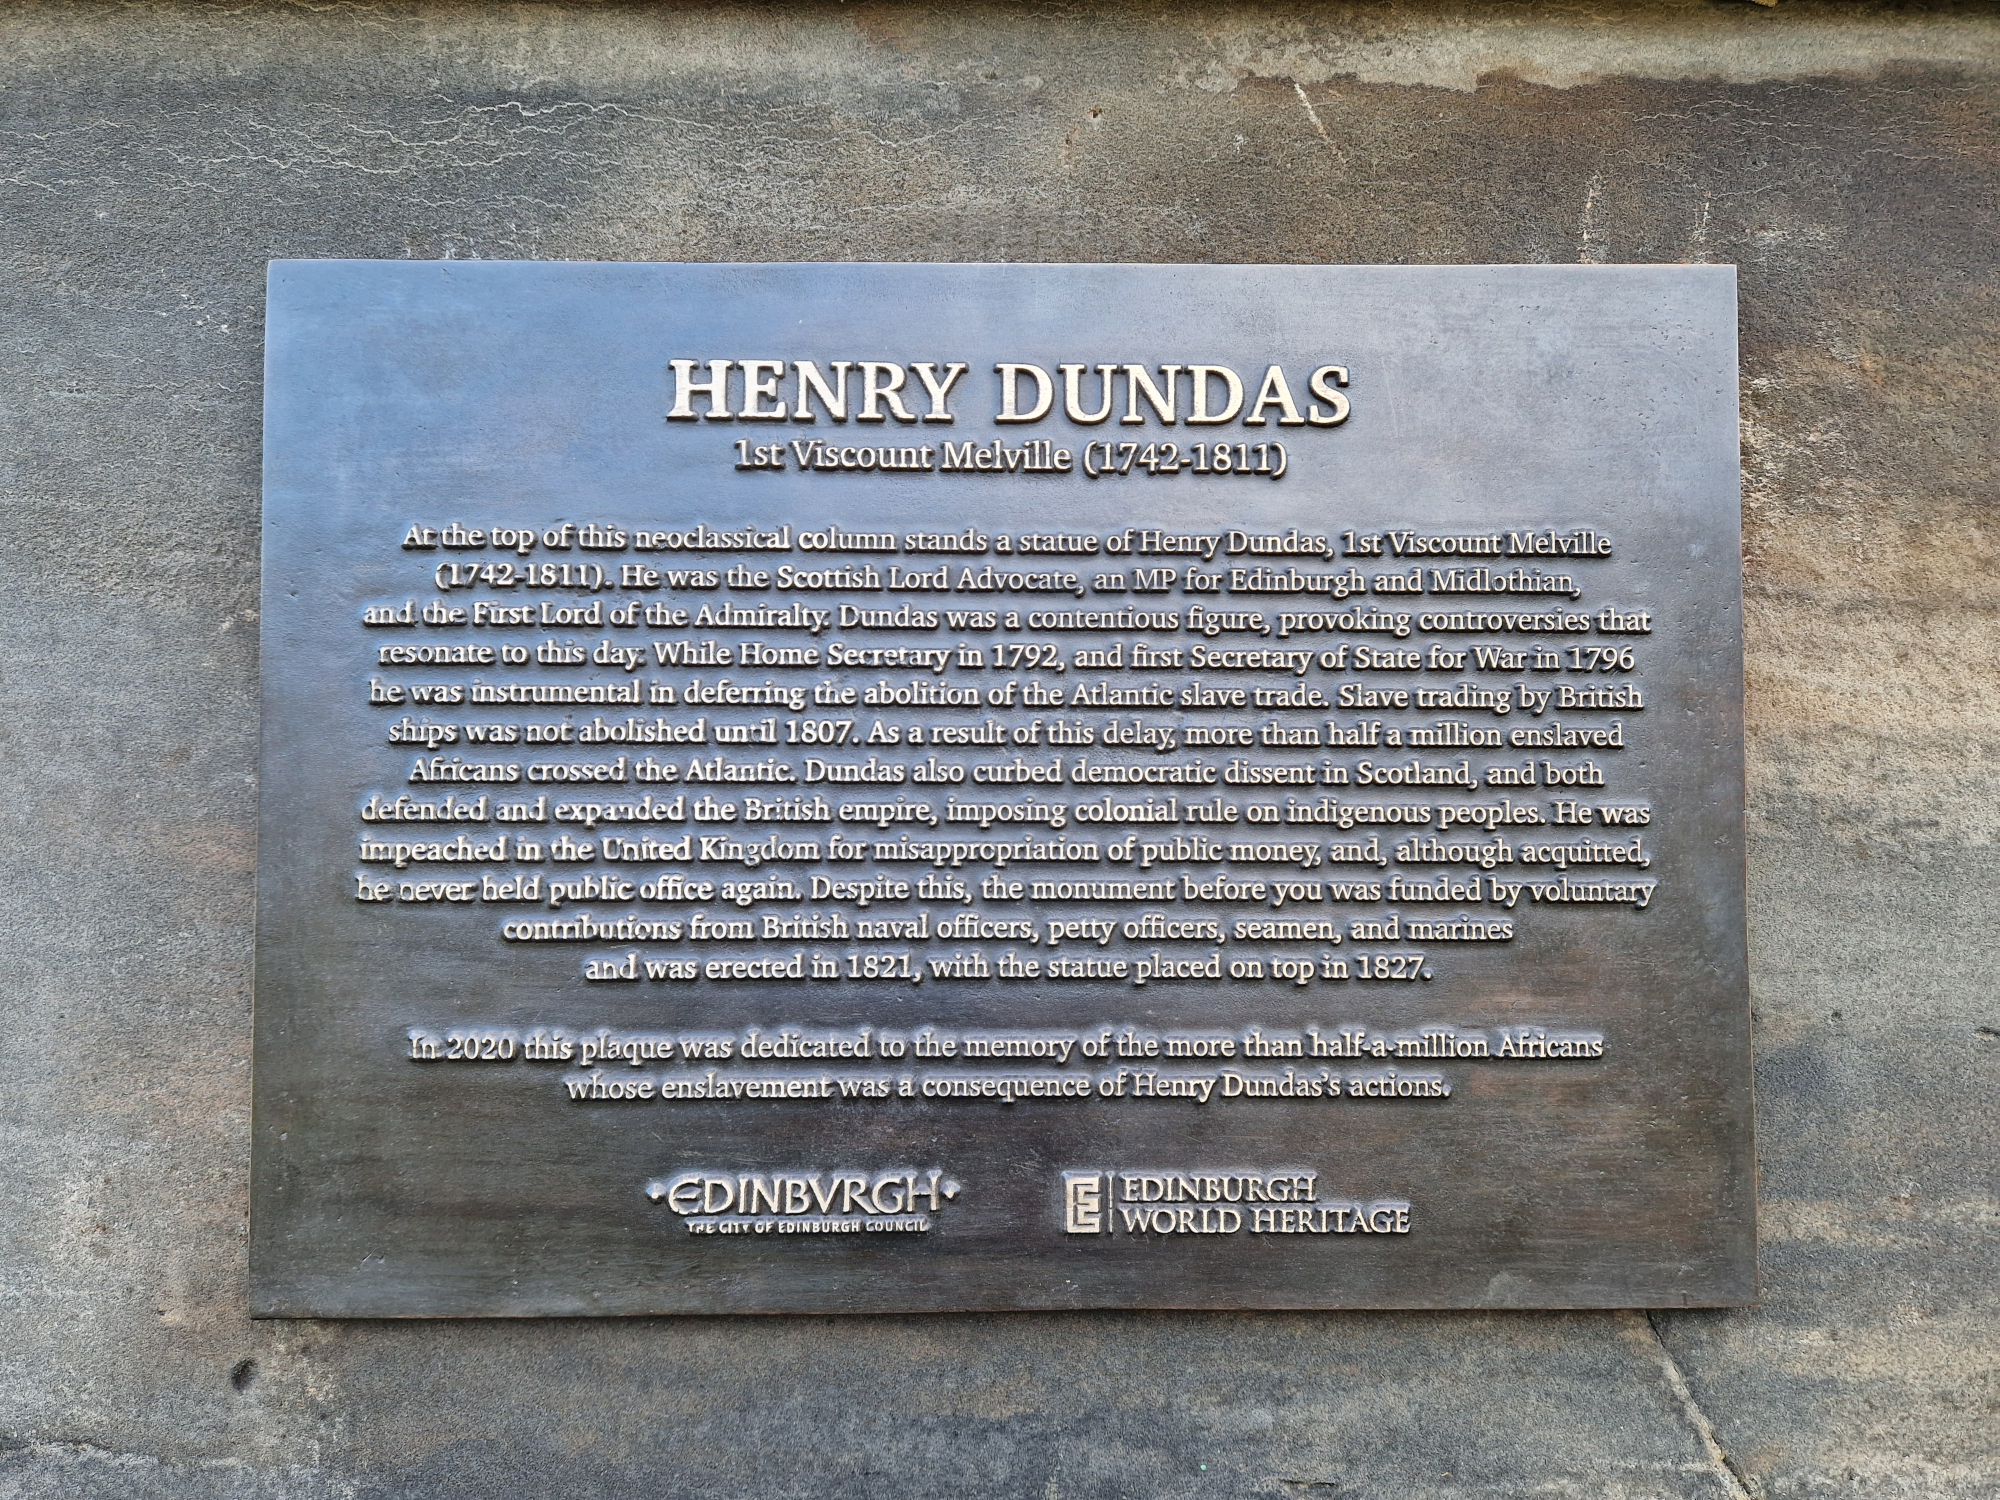 HENRY DUNDAS
1st Viscount Melville (1742-1811)
At the top of this neoclassical column stands a statue of Henry Dundas, 1st Viscount Melville
(1742-1811). He was the Scottish Lord Advocate, an MP for Edinburgh and Midlothian,
and the First Lord of the Admiralty. Dundas was a contentious figure, provoking controversies that
resonate to this day. While Home Secretary in 1792, and first Secretary of State for War in 1796
he was instrumental in deferring the abolition of the Atlantic slave trade. Slave trading by British
ships was not abolished until 1807. As a result of this delay, more than half a million enslaved
Africans crossed the Atlantic. Dundas also curbed democratic dissent in Scotland, and both
defended and expanded the British empire, imposing colonial rule on indigenous peoples. He was
impeached in the United Kingdom for misappropriation of public money, and, although acquitted,
he never held public office again. Despite this, the monument before you was funded by voluntary
contributions from British naval officers, petty officers, seamen, and marines
and was erected in 1821, with the statue placed on top in 1827.
In 2020 this plaque was dedicated to the memory of the more than half-a-million Africans
whose enslavement was a consequence of Henry Dundas's actions.
•EDINBVRGH•
THE CITY OF EDINBURGH COUNCIL
EDINBURGH
WORLD HERITAGE